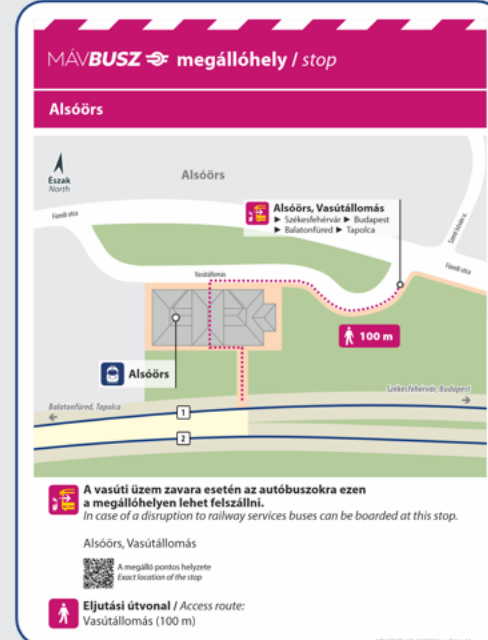 MÁVBUSZ megállóhely / stop
Alsóörs
Észak
North
Alsóörs
Füredi utca
Alsóörs, Vasútállomás
► Székesfehérvár ► Budapest
► Balatonfüred ► Tapolca
Szent István u.
Füredi utca
Vasútállomás
100 m
Alsóörs
Balatonfüred, Tapolca
Székesfehérvár, Budapest
1
2
A vasúti üzem zavara esetén az autóbuszokra ezen
a megállóhelyen lehet felszállni.
In case of a disruption to railway services buses can be boarded at this stop.
Alsóörs, Vasútállomás
A megálló pontos helyzete
Exact location of the stop
Eljutási útvonal / Access route:
Vasútállomás (100 m)